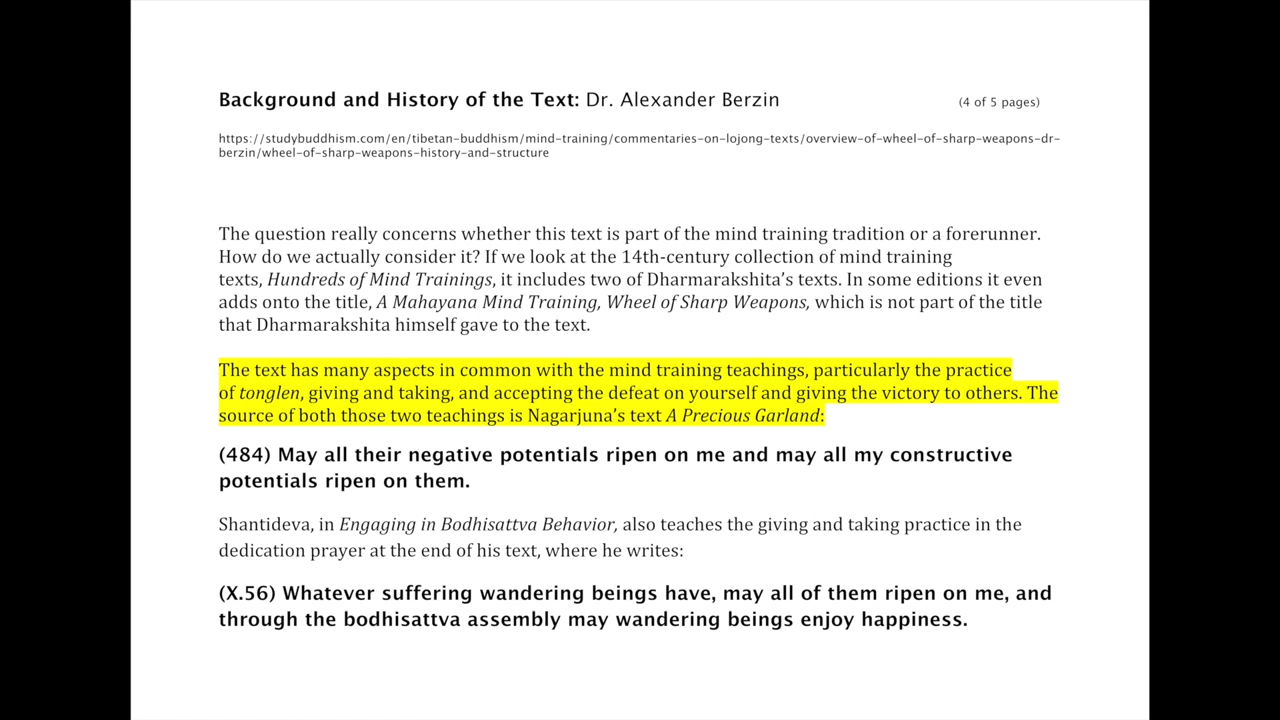 Background and History of the Text: Dr. Alexander Berzin (4 of 5 pages)
https://studybuddhism.com/en/tibetan-buddhism/mind-training/commentaries-on-lojong-texts/overview-of-wheel-of-sharp-weapons-dr-
berzin/wheel-of-sharp-weapons-history-and-structure
The question really concerns whether this text is part of the mind training tradition or a forerunner.
How do we actually consider it? If we look at the 14th-century collection of mind training
texts, Hundreds of Mind Trainings, it includes two of Dharmarakshita’s texts. In some editions it even
adds onto the title, A Mahayana Mind Training, Wheel of Sharp Weapons, which is not part of the title
that Dharmarakshita himself gave to the text.
The text has many aspects in common with the mind training teachings, particularly the practice
of tonglen, giving and taking, and accepting the defeat on yourself and giving the victory to others. The
source of both those two teachings is Nagarjuna’s text A Precious Garland:
(484) May all their negative potentials ripen on me and may all my constructive
potentials ripen on them.
Shantideva, in Engaging in Bodhisattva Behavior, also teaches the giving and taking practice in the
dedication prayer at the end of his text, where he writes:
(X.56) Whatever suffering wandering beings have, may all of them ripen on me, and
through the bodhisattva assembly may wandering beings enjoy happiness.